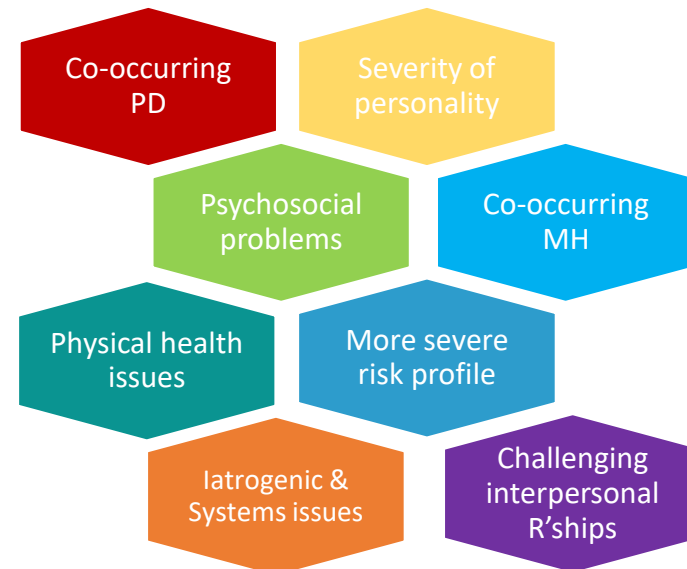 Co-occurring
PD
Severity of
personality
Psychosocial
problems
Co-occurring
MH
Physical health
issues
More severe
risk profile
Iatrogenic &
Systems issues
Challenging
interpersonal
R'ships